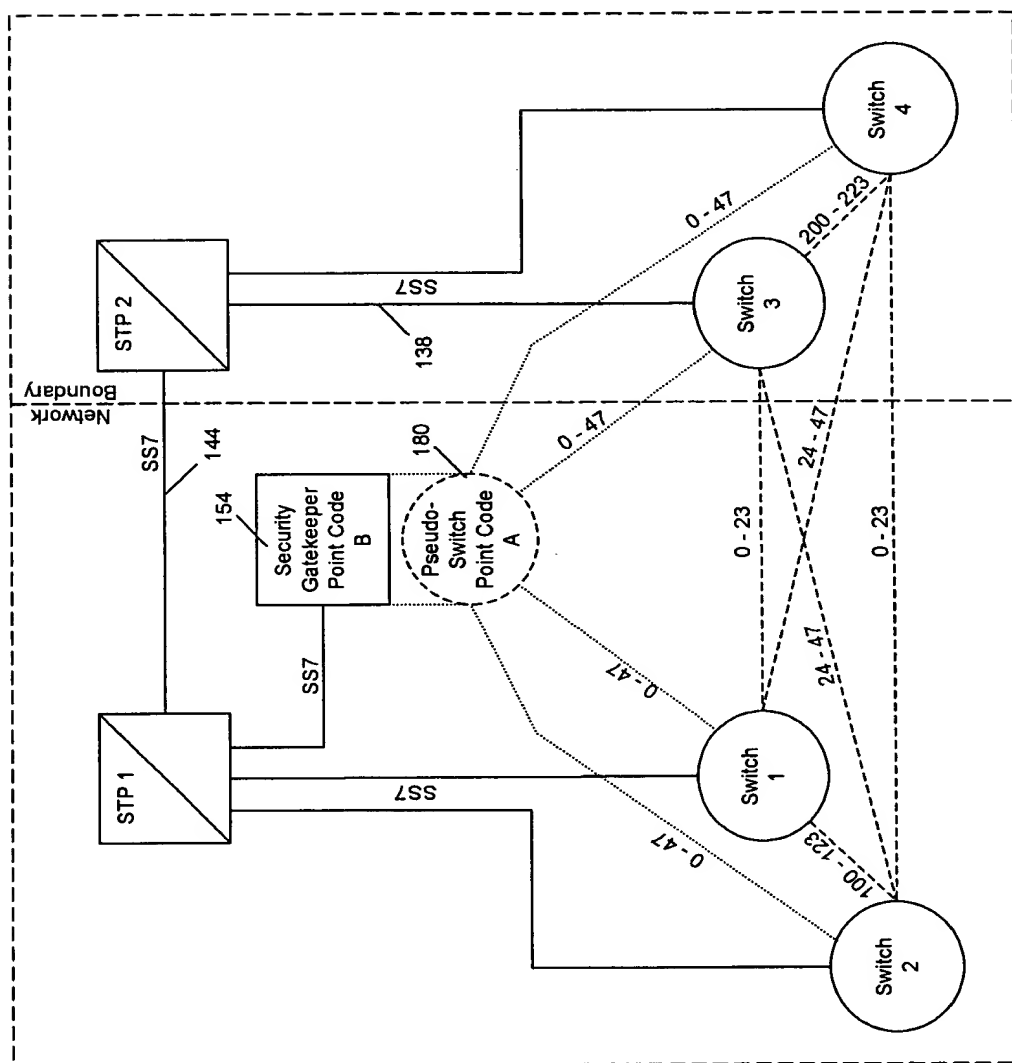 STP 1
STP 2
SS7
144
Network
Boundary
154
Security
Gatekeeper
Point Code
B
SS7
180
Pseudo-
Switch
Point Code
A
SS7
SS7
138
0 - 47
0 - 47
0 - 47
0 - 47
Switch
1
Switch
2
Switch
3
Switch
4
100 - 123
200 - 223
0 - 23
24 - 47
24 - 47
0 - 23